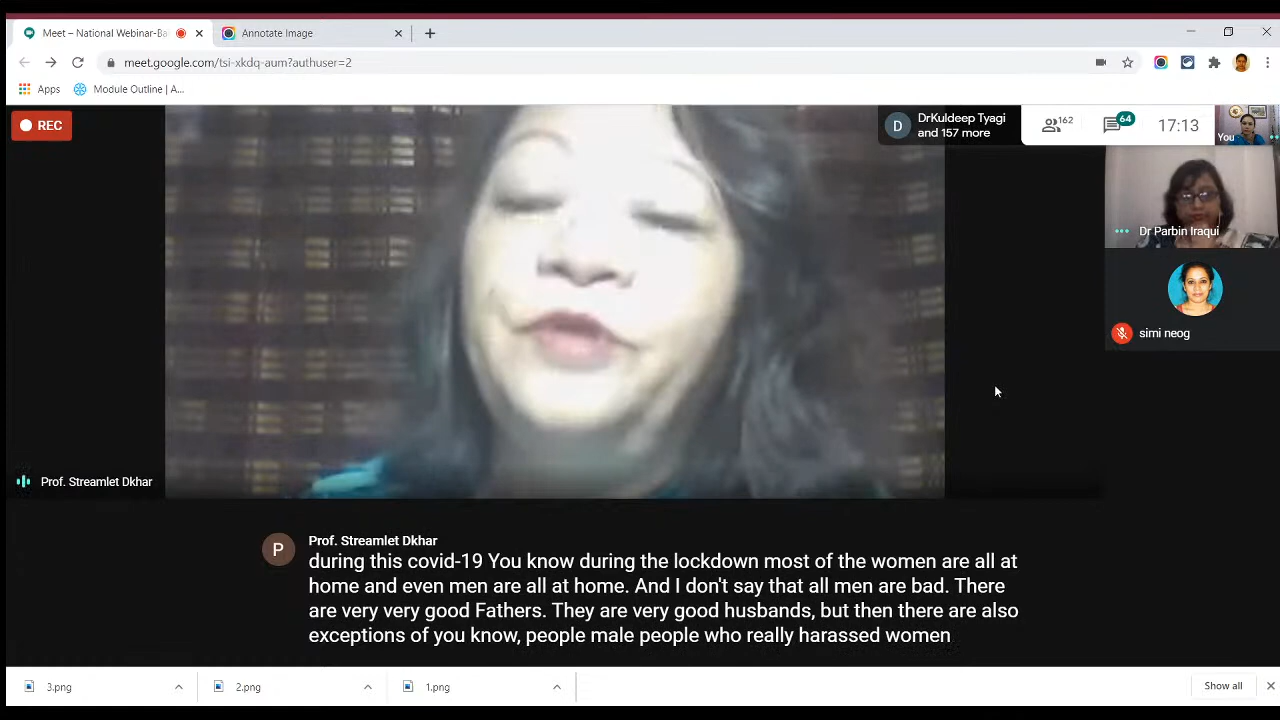 Meet – National Webinar-Ba
Annotate Image
meet.google.com/tsi-xkdq-aum?authuser=2
Apps
Module Outline | A...
REC
D
DrKuldeep Tyagi
and 157 more
162
64
17:13
You
Dr Parbin Iraqui
simi neog
Prof. Streamlet Dkhar
P
Prof. Streamlet Dkhar
during this covid-19 You know during the lockdown most of the women are all at
home and even men are all at home. And I don't say that all men are bad. There
are very very good Fathers. They are very good husbands, but then there are also
exceptions of you know, people male people who really harassed women
3.png
2.png
1.png
Show all